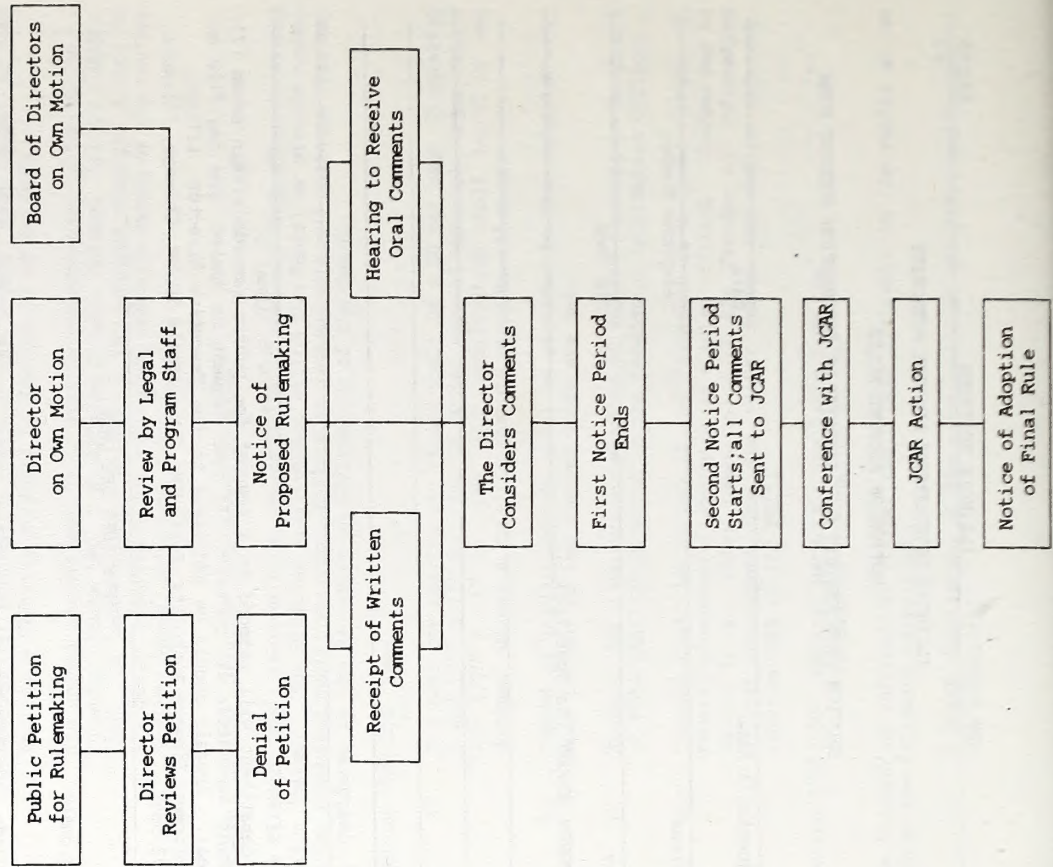 Public Petition
for Rulemaking
Director
on Own Motion
Board of Directors
on Own Motion
Director
Reviews Petition
Review by Legal
and Program Staff
Denial
of Petition
Notice of
Proposed Rulemaking
Receipt of Written
Comments
Hearing to Receive
Oral Comments
The Director
Considers Comments
First Notice Period
Ends
Second Notice Period
Starts;all Comments
Sent to JCAR
Conference with JCAR
JCAR Action
Notice of Adoption
of Final Rule